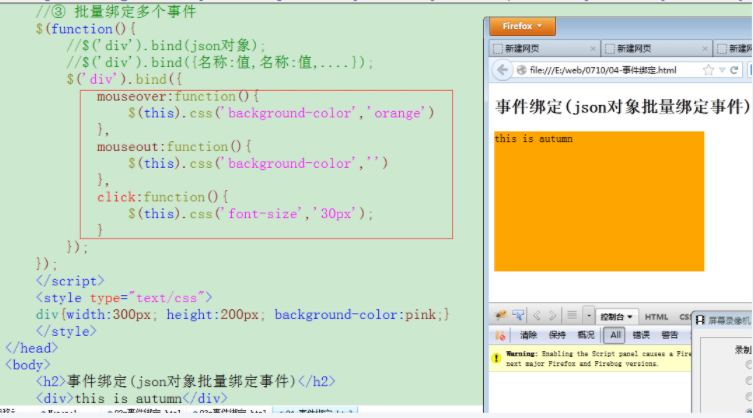 //③ 批量绑定多个事件
$(function(){
//$('div').bind(json对象);
//$('div').bind({名称:值,名称:值,....});
$('div').bind({
mouseover:function(){
$(this).css('background-color','orange')
},
mouseout:function(){
$(this).css('background-color','')
},
click:function(){
$(this).css('font-size','30px');
}
});
});
</script>
<style type="text/css">
div{width:300px; height:200px; background-color:pink;}
</style>
</head>
<body>
<h2>事件绑定(json对象批量绑定事件)</h2>
<div>this is autumn</div>
Firefox
新建网页
新建网页
新建网
file:///E:/web/0710/04-事件绑定.html
事件绑定(json对象批量绑定事件)
this is autumn
控制台 HTML CS
屏幕录像机
清除 保持 概况 All 错误 警告
Warning: Enabling the Script panel causes a Fire
next major Firefox and Firebug versions.
录制